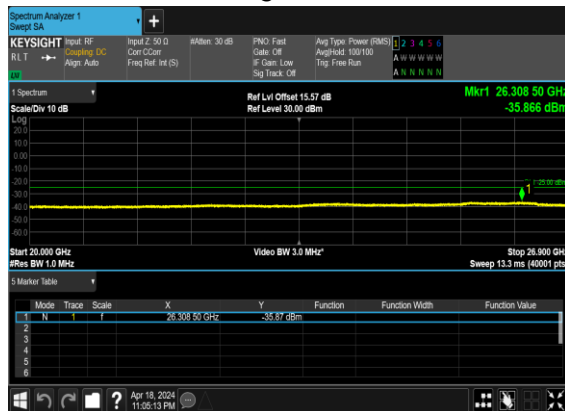 Spectrum Analyzer 1
Swept SA
KEYSIGHT Input: RF Input Z: 50 Ω #Atten: 30 dB PNO: Fast Avg Type: Power (RMS) 1 2 3 4 5 6
RLT Coupling: DC Corr CCorr Gate: Off Avg|Hold: 100/100 A W W W W W
Align: Auto Freq Ref: Int (S) IF Gain: Low Trig: Free Run
LW Sig Track: Off A N N N N N
1 Spectrum Ref Lvl Offset 15.57 dB Mkr1 26.308 50 GHz
Scale/Div 10 dB Ref Level 30.00 dBm -35.866 dBm
Log
20.0
10.0
0.00
-10.0
-20.0
-25.00 dBm
1
-30.0
-40.0
-50.0
-60.0
Start 20.000 GHz Video BW 3.0 MHz* Stop 26.900 GHz
#Res BW 1.0 MHz Sweep 13.3 ms (40001 pts
5 Marker Table
Mode Trace Scale X Y Function Function Width Function Value
1 N 1 f 26.308 50 GHz -35.87 dBm
2
3
4
5
6
? Apr 18, 2024
11:05:13 PM